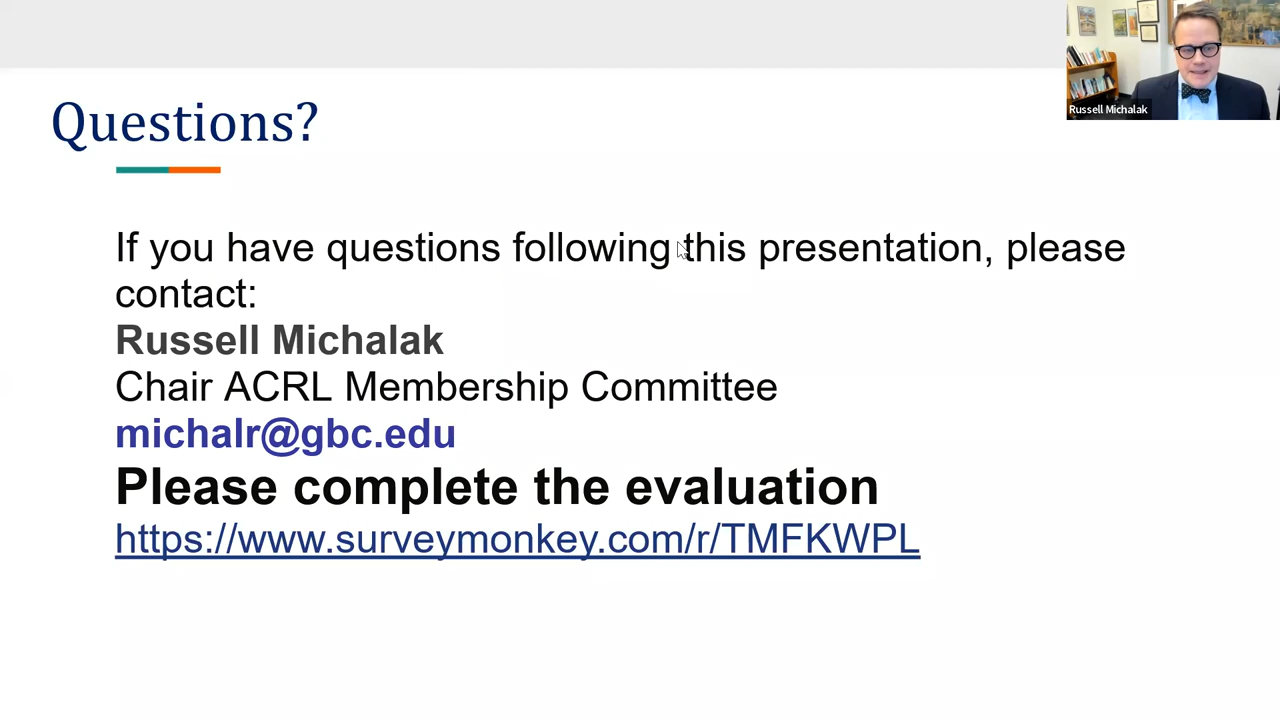 Questions?
Russell Michalak
If you have questions following this presentation, please
contact:
Russell Michalak
Chair ACRL Membership Committee
michalr@gbc.edu
Please complete the evaluation
https://www.surveymonkey.com/r/TMFKWPL